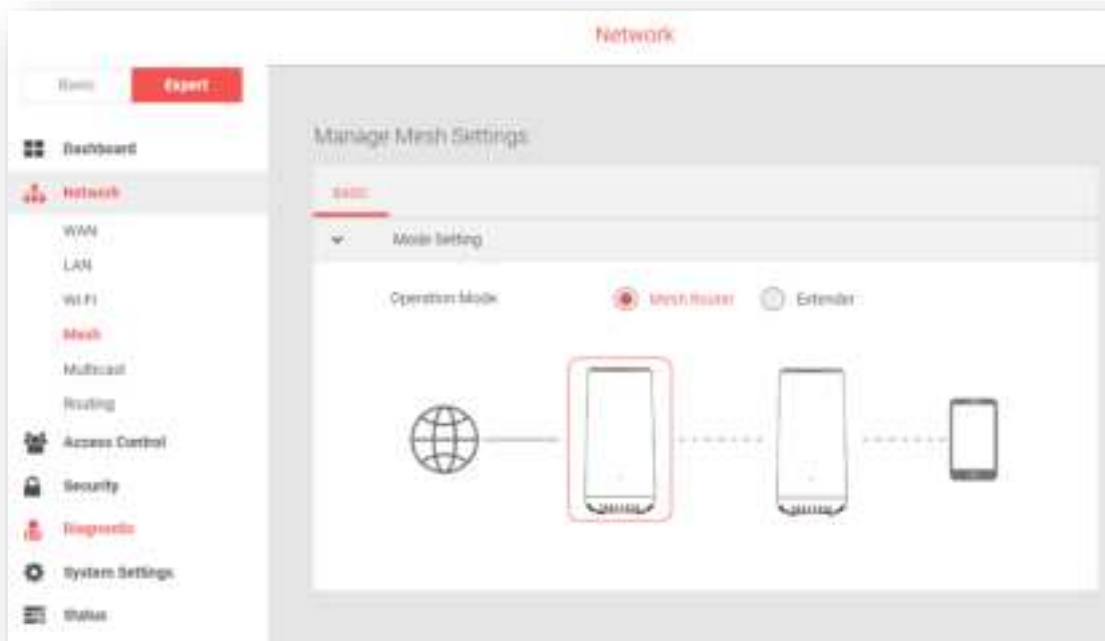 Network
Basic Expert
Dashboard
Network
WAN
LAN
Wi-Fi
Mesh
Multicast
Routing
Access Control
Security
Diagnostic
System Settings
Status
Manage Mesh Settings
BASIC
Mode Setting
Operation Mode Mesh Router Extender